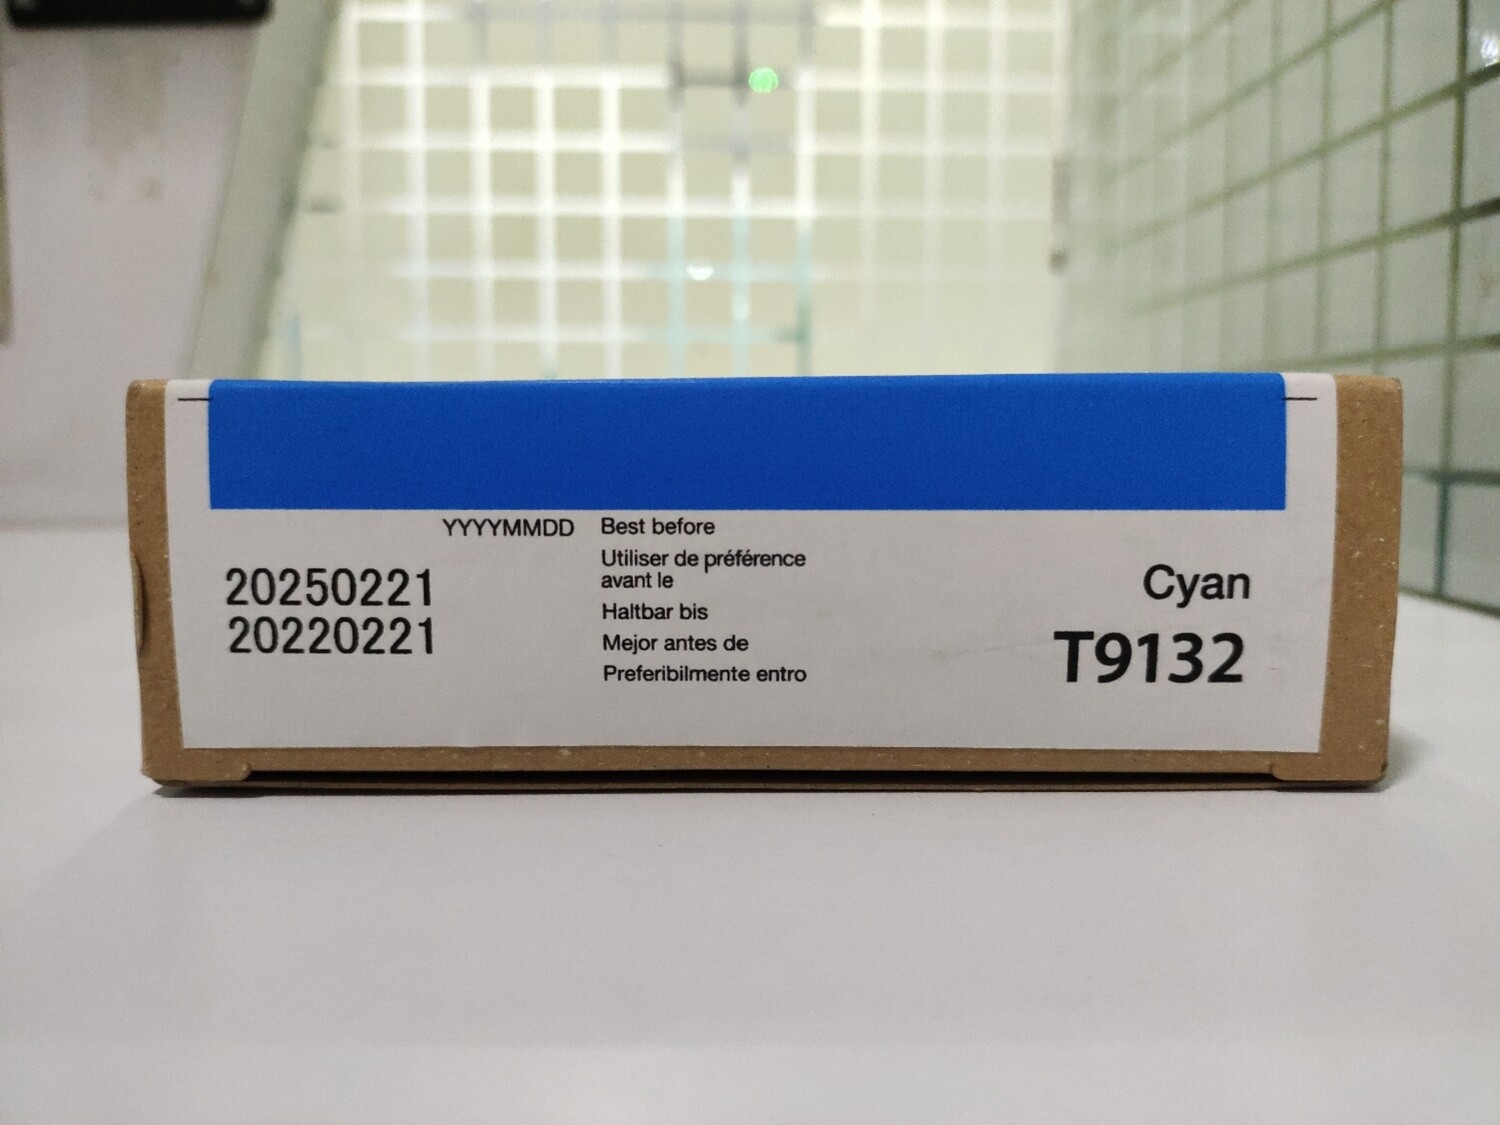 YYYYMMDD
20250221
20220221
Best before
Utiliser de préférence
avant le
Haltbar bis
Mejor antes de
Preferibilmente entro
Cyan
T9132